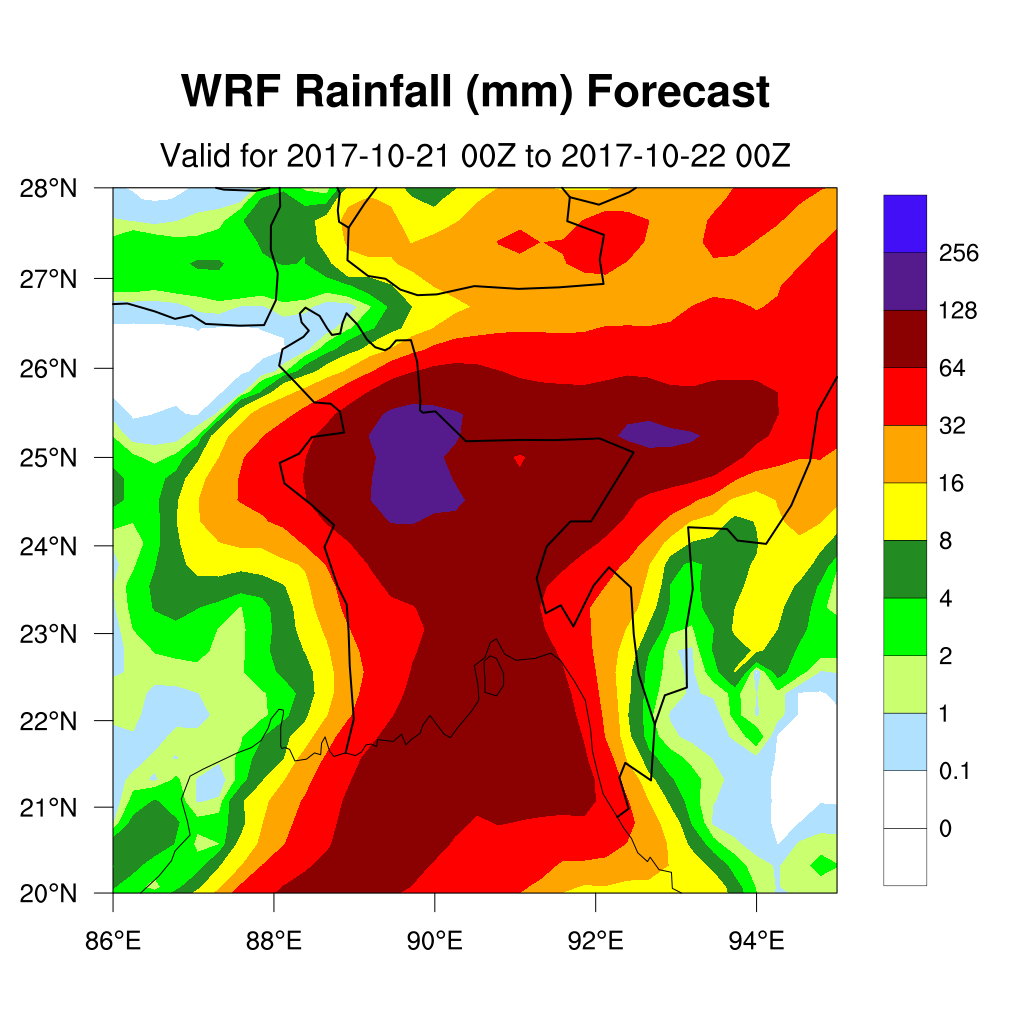 WRF Rainfall (mm) Forecast
Valid for 2017-10-21 00Z to 2017-10-22 00Z
28°N
27°N
26°N
25°N
24°N
23°N
22°N
21°N
20°N
86°E 88°E 90°E 92°E 94°E
256
128
64
32
16
8
4
2
1
0.1
0